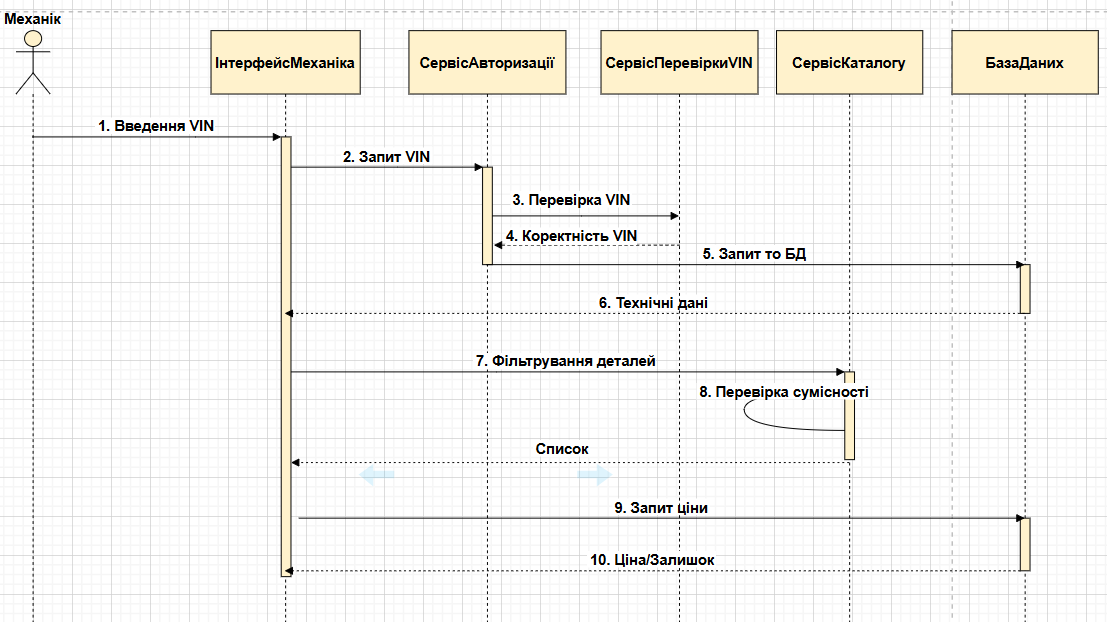 Механік
ІнтерфейсМеханіка
СервісАвторизації
СервісПеревіркиVIN
СервісКаталогу
БазаДаних
1. Введення VIN
2. Запит VIN
3. Перевірка VIN
4. Коректність VIN
5. Запит то БД
6. Технічні дані
7. Фільтрування деталей
8. Перевірка сумісності
Список
9. Запит ціни
10. Ціна/Залишок